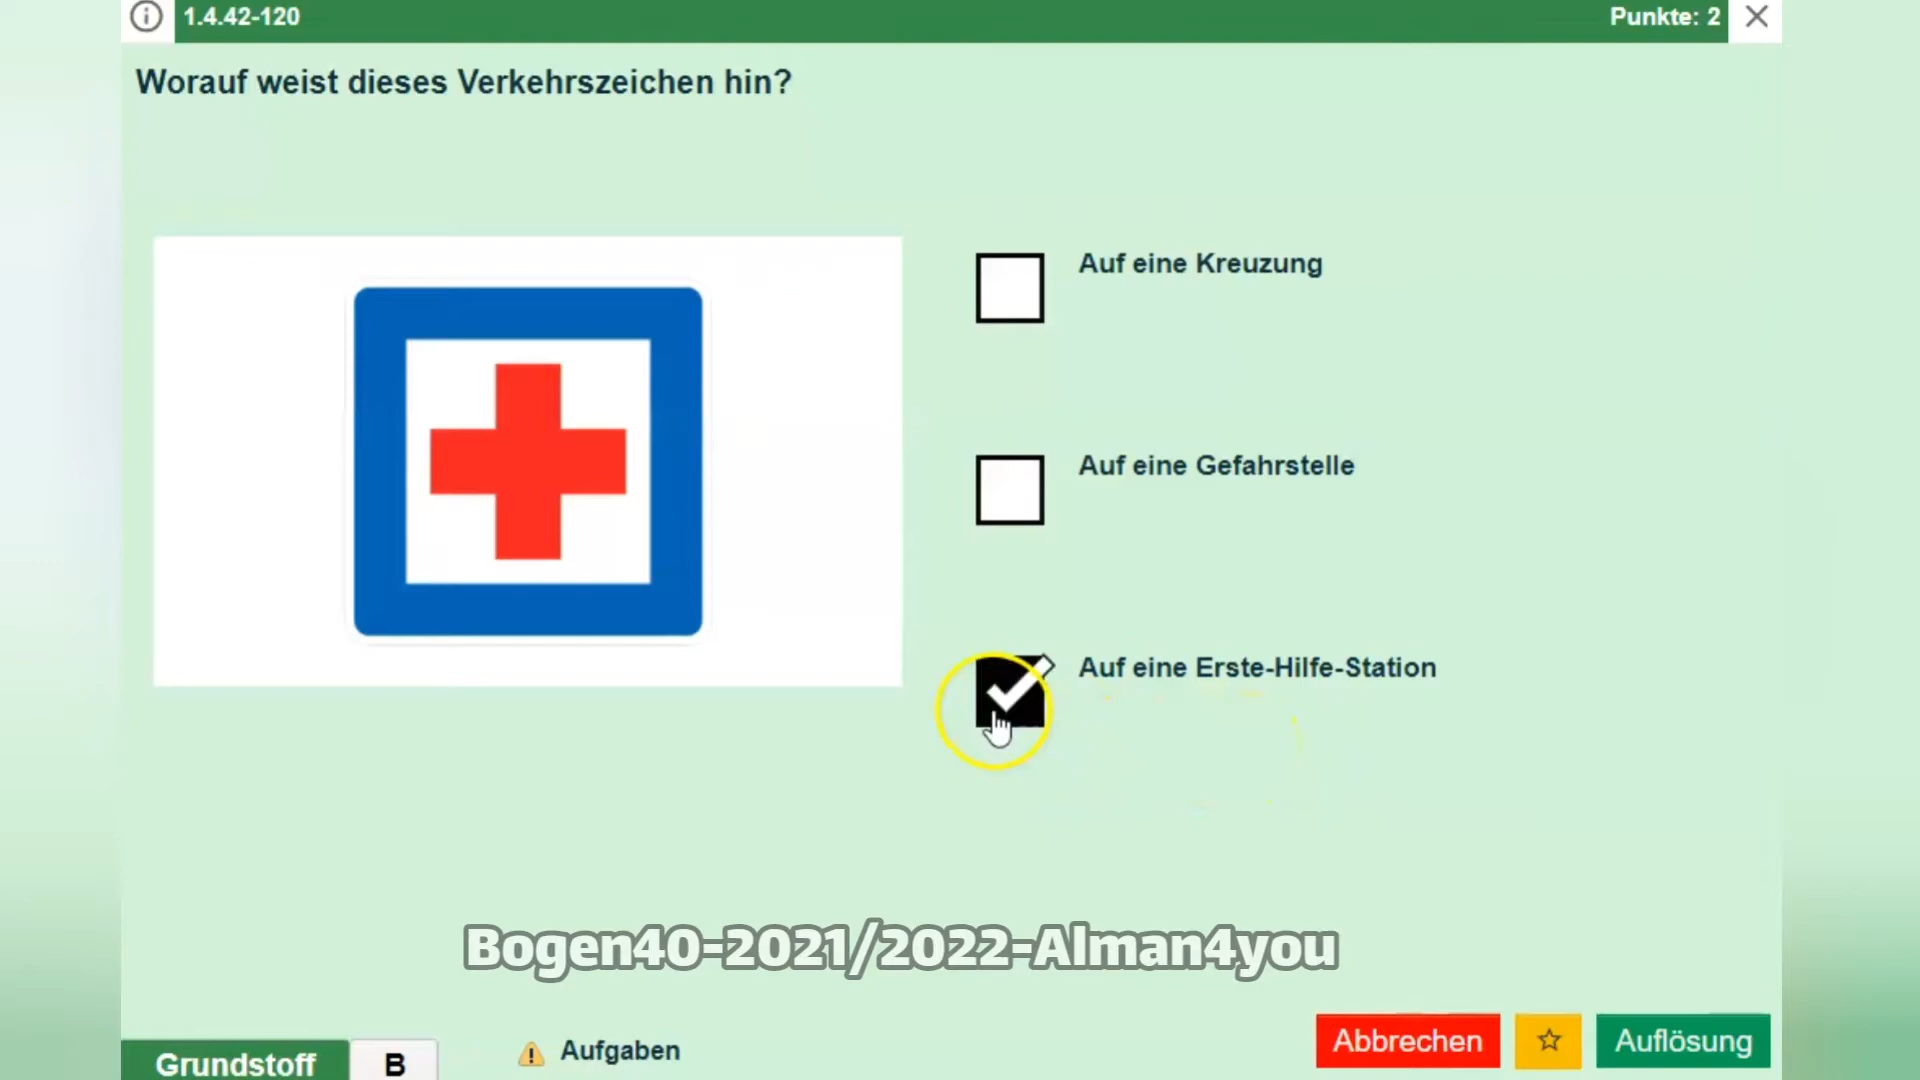 1.4.42-120
Punkte: 2
Worauf weist dieses Verkehrszeichen hin?
Auf eine Kreuzung
Auf eine Gefahrstelle
Auf eine Erste-Hilfe-Station
Bogen40-2021/2022-Alman4you
Grundstoff
B
Aufgaben
Abbrechen
Auflösung